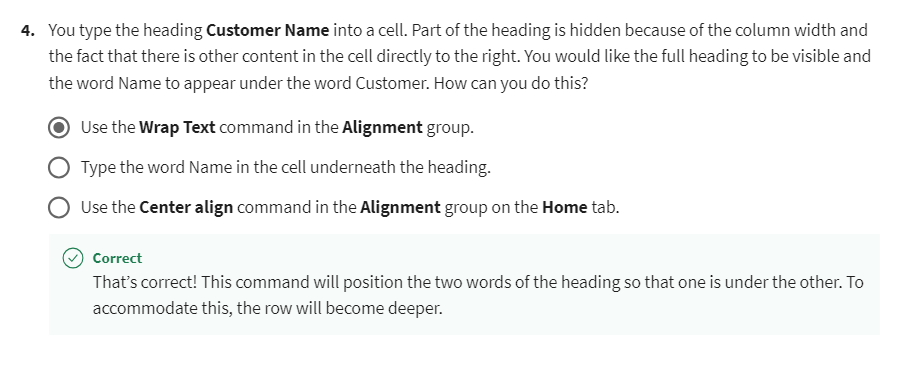 4. You type the heading Customer Name into a cell. Part of the heading is hidden because of the column width and
the fact that there is other content in the cell directly to the right. You would like the full heading to be visible and
the word Name to appear under the word Customer. How can you do this?
Use the Wrap Text command in the Alignment group.
Type the word Name in the cell underneath the heading.
Use the Center align command in the Alignment group on the Home tab.
Correct
That’s correct! This command will position the two words of the heading so that one is under the other. To
accommodate this, the row will become deeper.